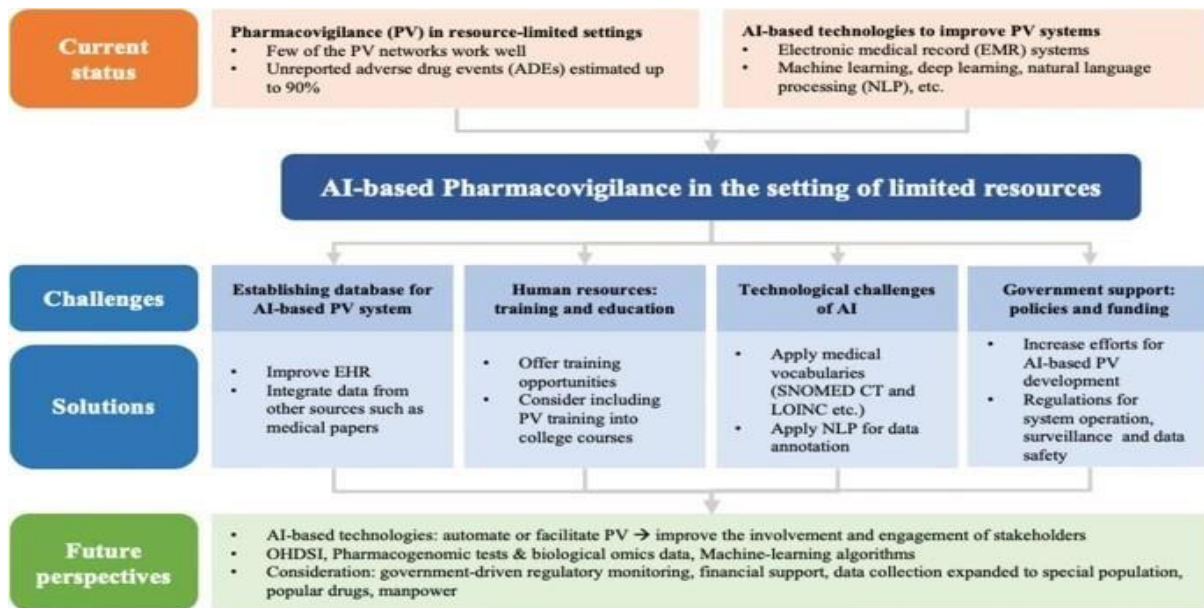 Current
status
Pharmacovigilance (PV) in resource-limited settings
• Few of the PV networks work well
• Unreported adverse drug events (ADEs) estimated up
to 90%
AI-based technologies to improve PV systems
• Electronic medical record (EMR) systems
• Machine learning, deep learning, natural language
processing (NLP), etc.
AI-based Pharmacovigilance in the setting of limited resources
Challenges
Establishing database for
AI-based PV system
Human resources:
training and education
Technological challenges
of AI
Government support:
policies and funding
Solutions
• Improve EHR
• Integrate data from
other sources such as
medical papers
• Offer training
opportunities
• Consider including
PV training into
college courses
• Apply medical
vocabularies
(SNOMED CT and
LOINC etc.)
• Apply NLP for data
annotation
• Increase efforts for
AI-based PV
development
• Regulations for
system operation,
surveillance and data
safety
Future
perspectives
• AI-based technologies: automate or facilitate PV → improve the involvement and engagement of stakeholders
• OHDSI, Pharmacogenomic tests & biological omics data, Machine-learning algorithms
• Consideration: government-driven regulatory monitoring, financial support, data collection expanded to special population,
popular drugs, manpower